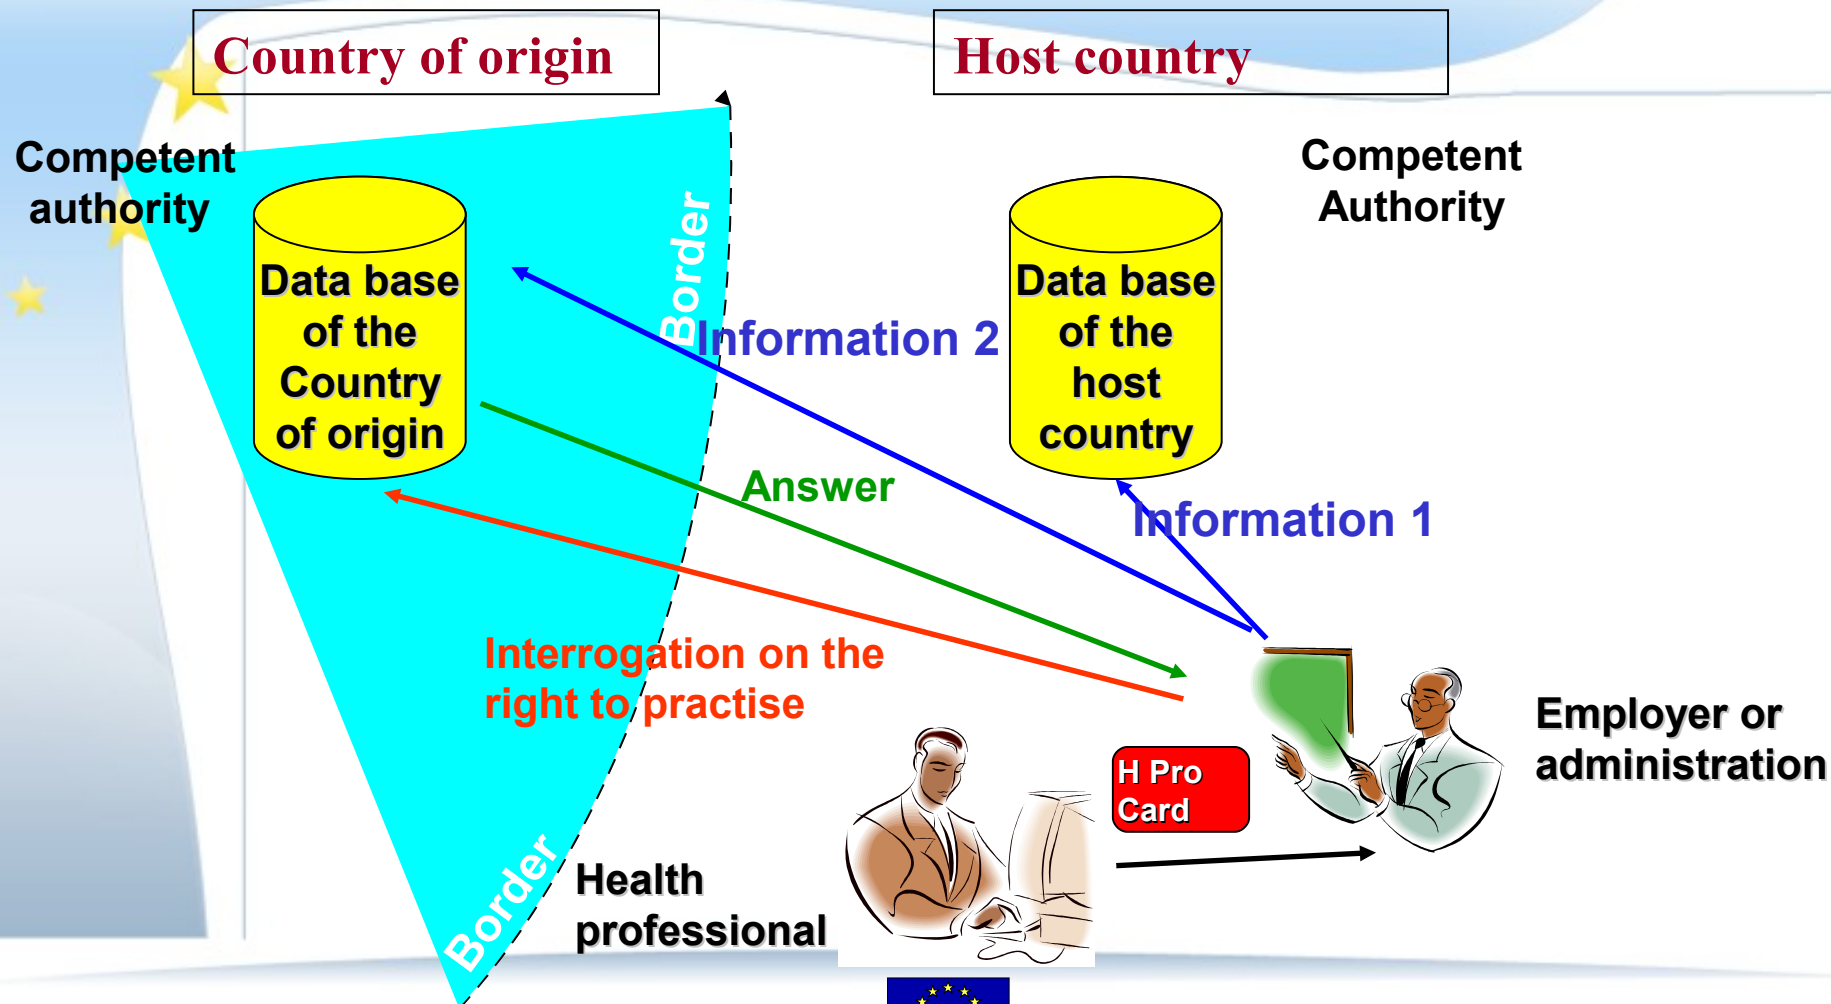 Country of origin
Host country
Competent
authority
Competent
Authority
Data base
of the
Country
of origin
Border
Data base
of the
host
country
Information 2
Answer
Information 1
Interrogation on the
right to practise
H Pro
Card
Employer or
administration
Health
professional
Border